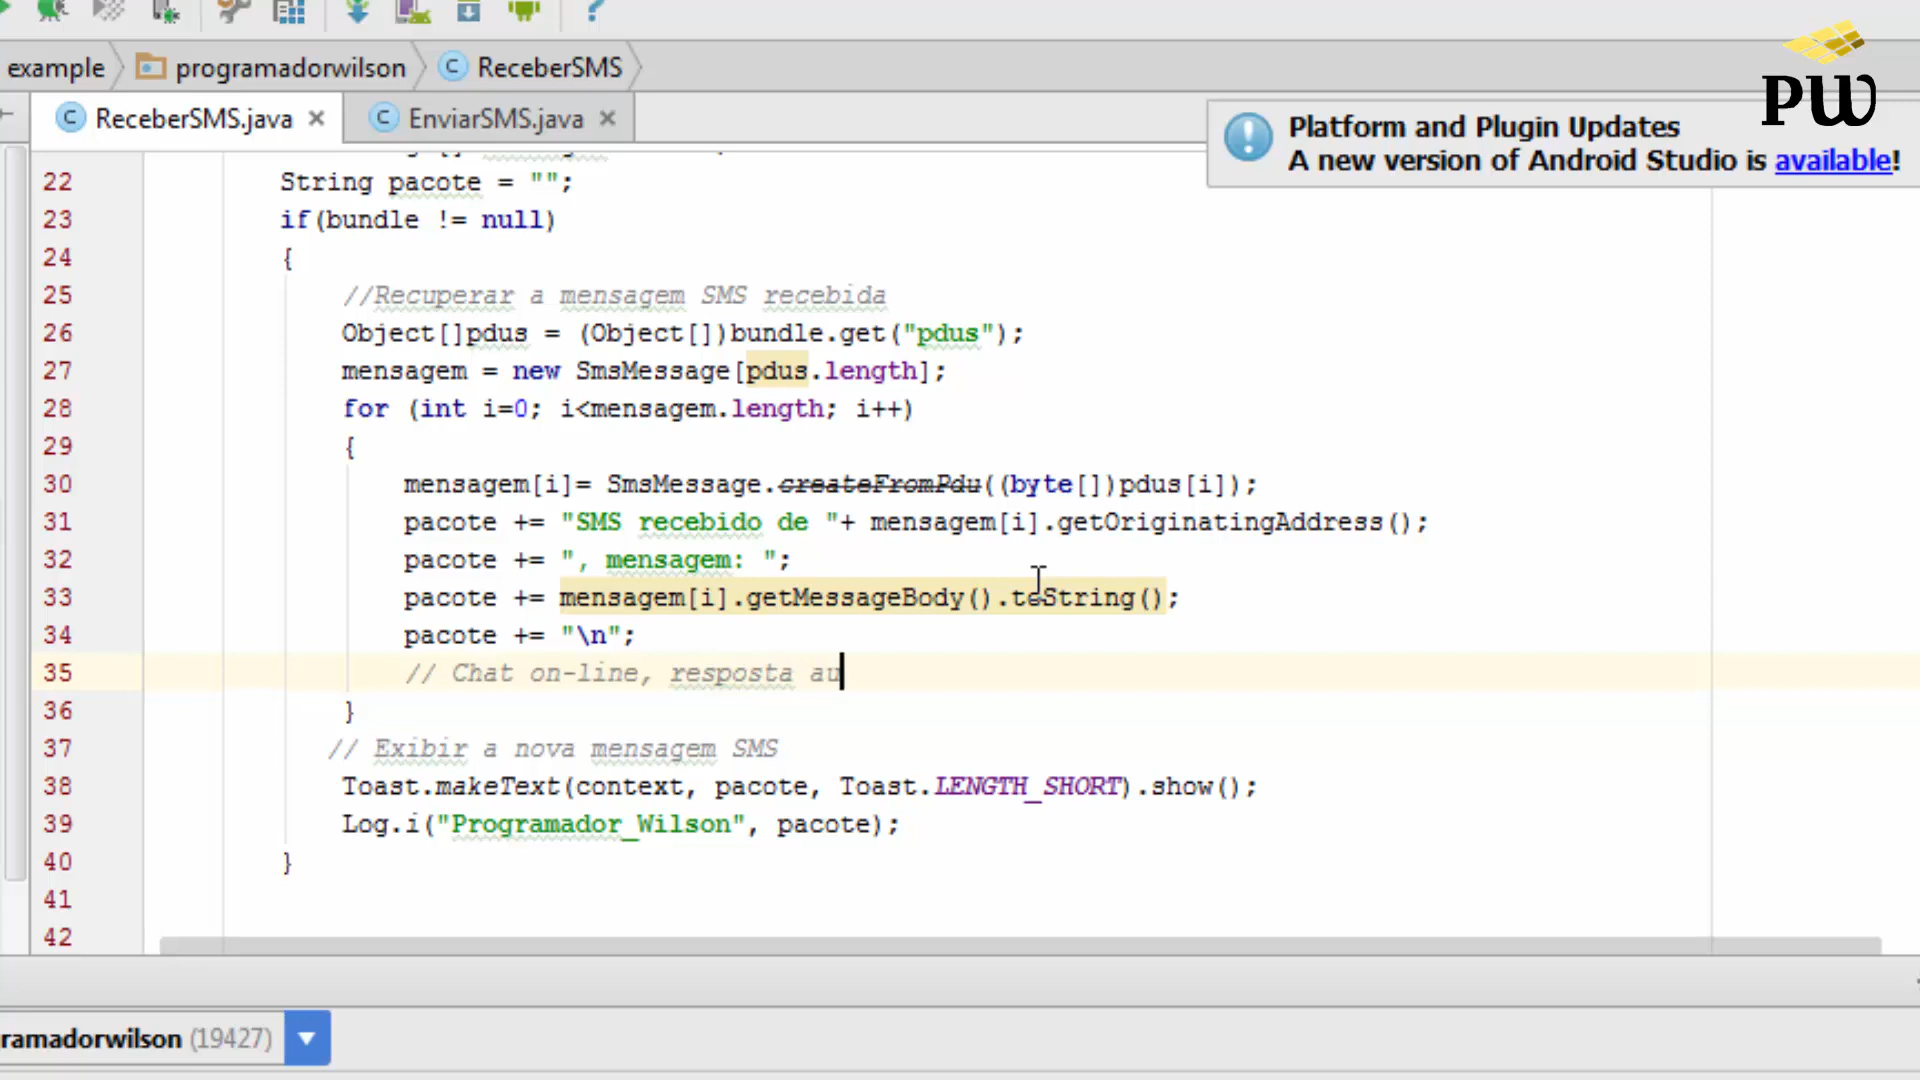 example programadorwilson ReceberSMS
ReceberSMS.java EnviarSMS.java
PW
Platform and Plugin Updates
A new version of Android Studio is available!
22 String pacote = "";
23 if(bundle != null)
24 {
25 //Recuperar a mensagem SMS recebida
26 Object[]pdus = (Object[])bundle.get("pdus");
27 mensagem = new SmsMessage[pdus.length];
28 for (int i=0; i<mensagem.length; i++)
29 {
30 mensagem[i]= SmsMessage.createFromPdu((byte[])pdus[i]);
31 pacote += "SMS recebido de "+ mensagem[i].getOriginatingAddress();
32 pacote += ", mensagem: ";
33 pacote += mensagem[i].getMessageBody().toString();
34 pacote += "\n";
35 // Chat on-line, resposta au
36 }
37 // Exibir a nova mensagem SMS
38 Toast.makeText(context, pacote, Toast.LENGTH_SHORT).show();
39 Log.i("Programador_Wilson", pacote);
40 }
41
42
ramadorwilson (19427)